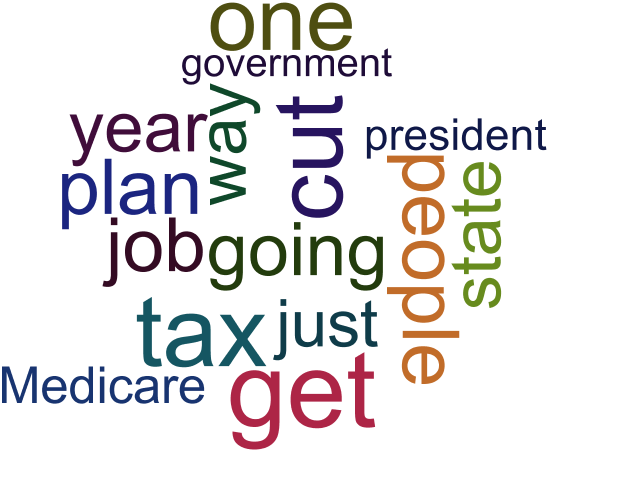 one
government
year
way
cut
president
plan
people
state
job
going
tax
just
Medicare
get